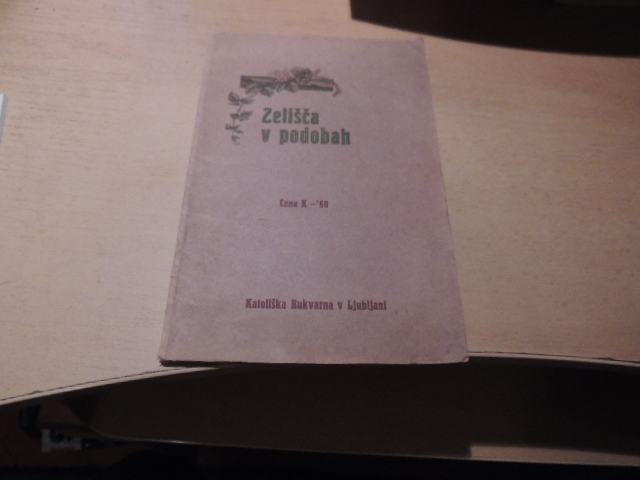 Zelišča
v podobah
Cena K —'60
Katoliška Bukvarna v Ljubljani